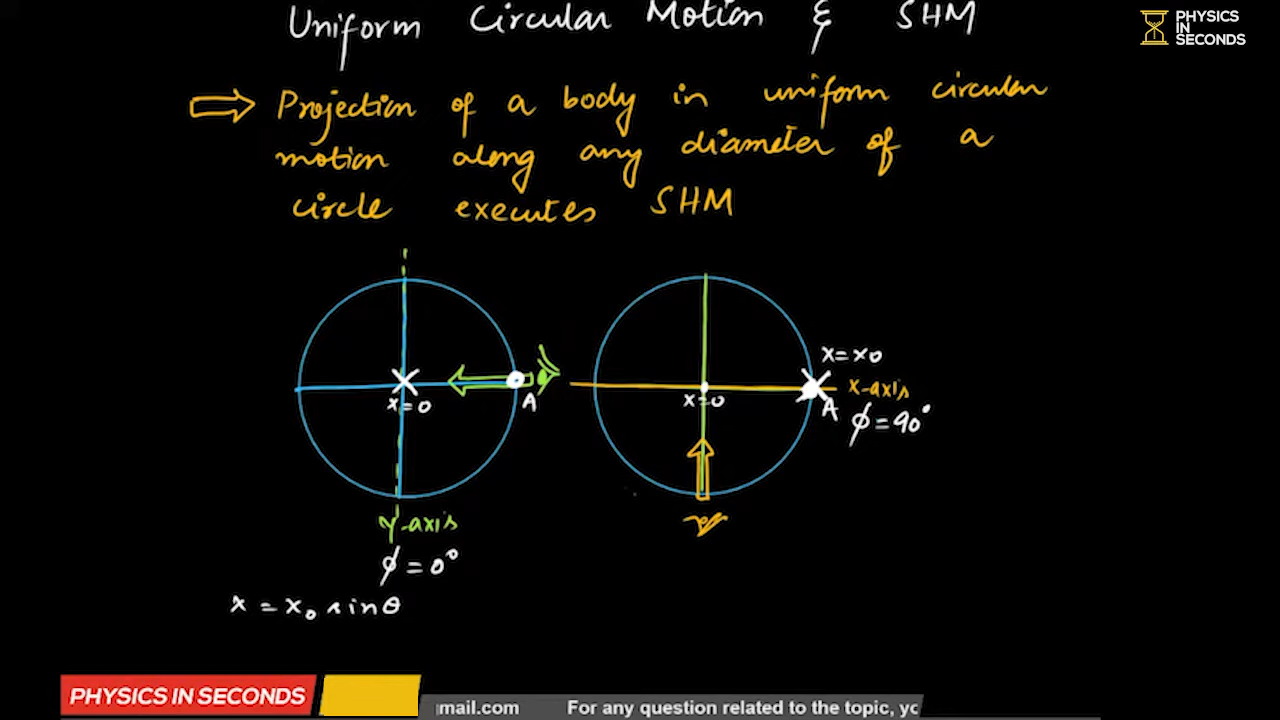 Uniform Circular Motion & SHM
PHYSICS
IN
SECONDS
Projection of a body in uniform circular
motion along any diameter of a
circle executes SHM
x=0
A
Y-axis
ϕ=0°
x = x₀ sinθ
x=0
x=x0
X-axis
A
ϕ=90°
PHYSICS IN SECONDS
mail.com For any question related to the topic,